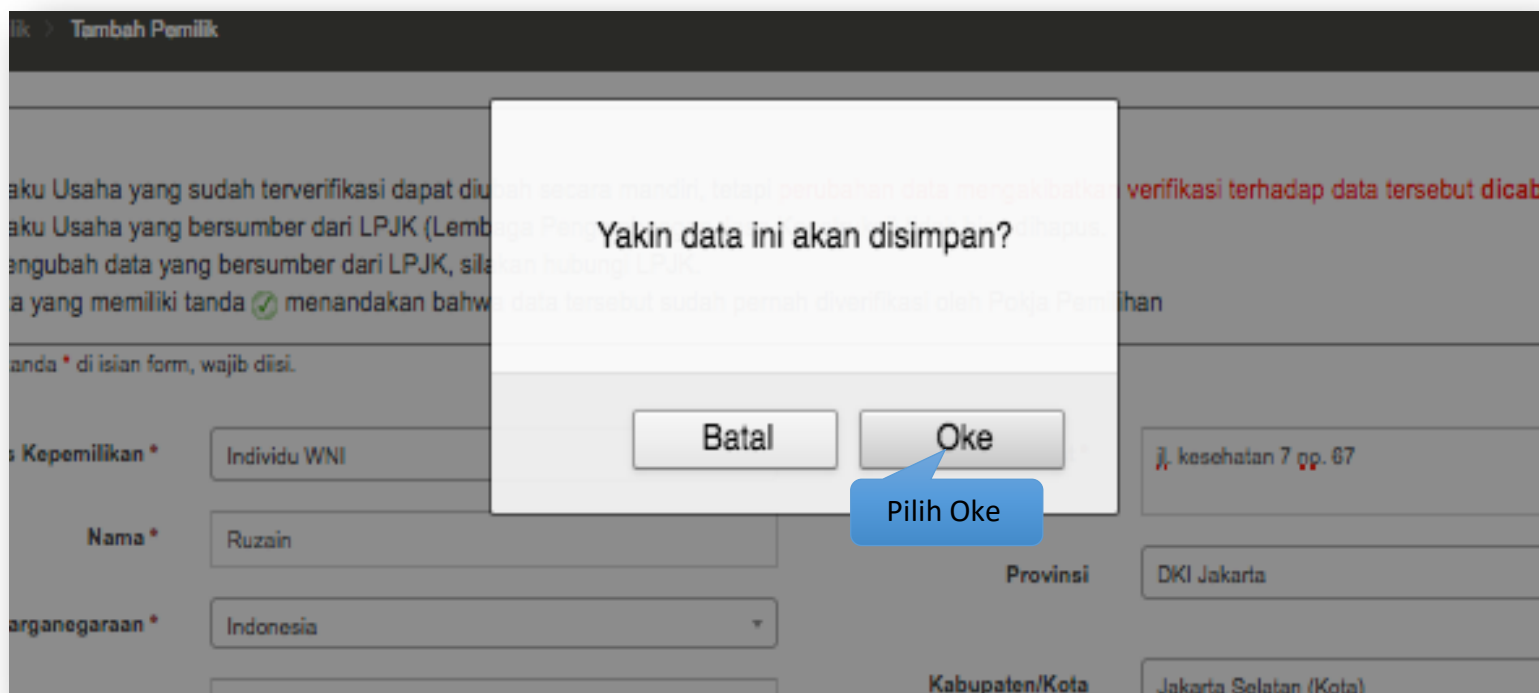 lik > Tambah Pemilik
aku Usaha yang sudah terverifikasi dapat diubah secara mandiri, tetapi perubahan data mengakibatkan verifikasi terhadap data tersebut dicab
aku Usaha yang bersumber dari LPJK (Lembaga dihapus,
engubah data yang bersumber dari LPJK, silakan hubungi LPJK.
a yang memiliki tanda menandakan bahwa data tersebut sudah pernah diverifikasi oleh Pokja Pemilihan
Yakin data ini akan disimpan?
Batal
Oke
Pilih Oke
anda * di isian form, wajib diisi.
s Kepemilikan *
Individu WNI
jl. kesehatan 7 np. 67
Nama *
Ruzain
Provinsi
DKI Jakarta
arganegaraan *
Indonesia
Kabupaten/Kota
Jakarta Selatan (Kota)